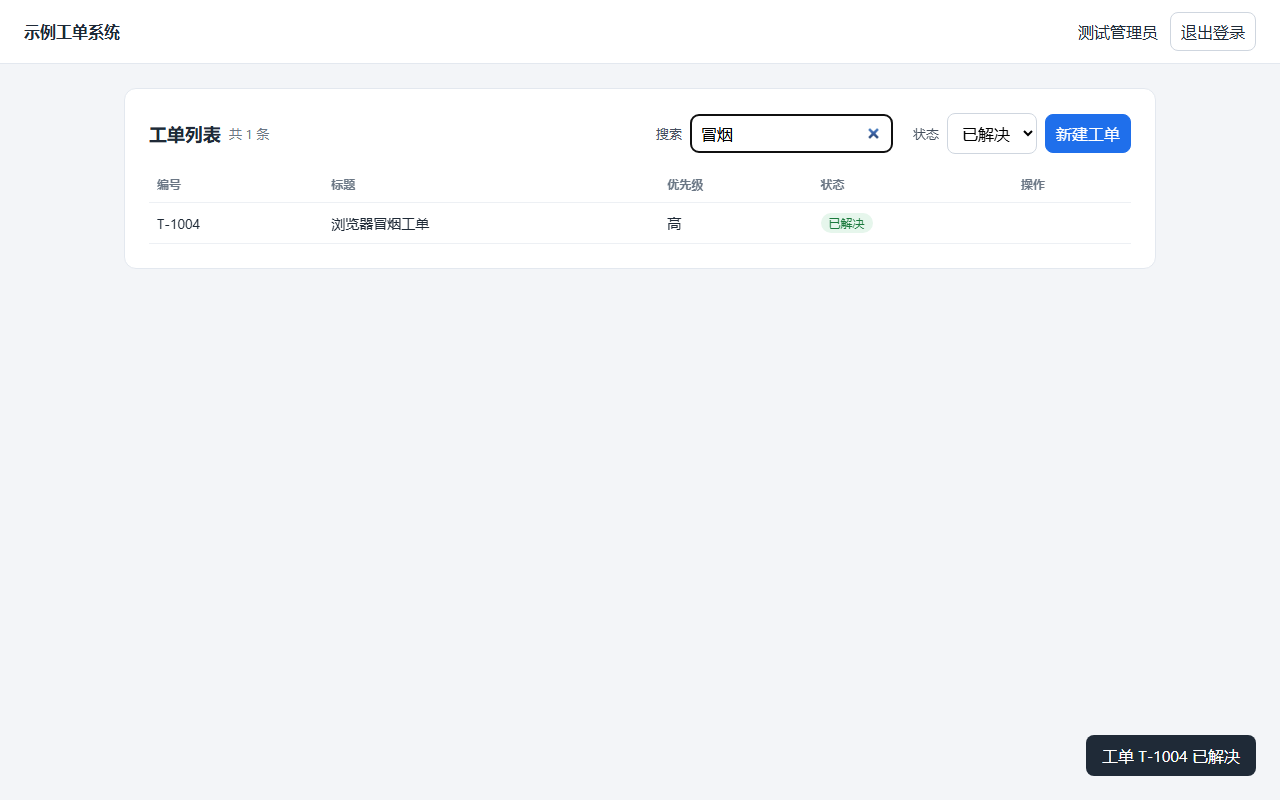 示例工单系统 测试管理员 退出登录
工单列表 共 1 条 搜索 冒烟 状态 已解决 新建工单
编号 标题 优先级 状态 操作
T-1004 浏览器冒烟工单 高 已解决
工单 T-1004 已解决